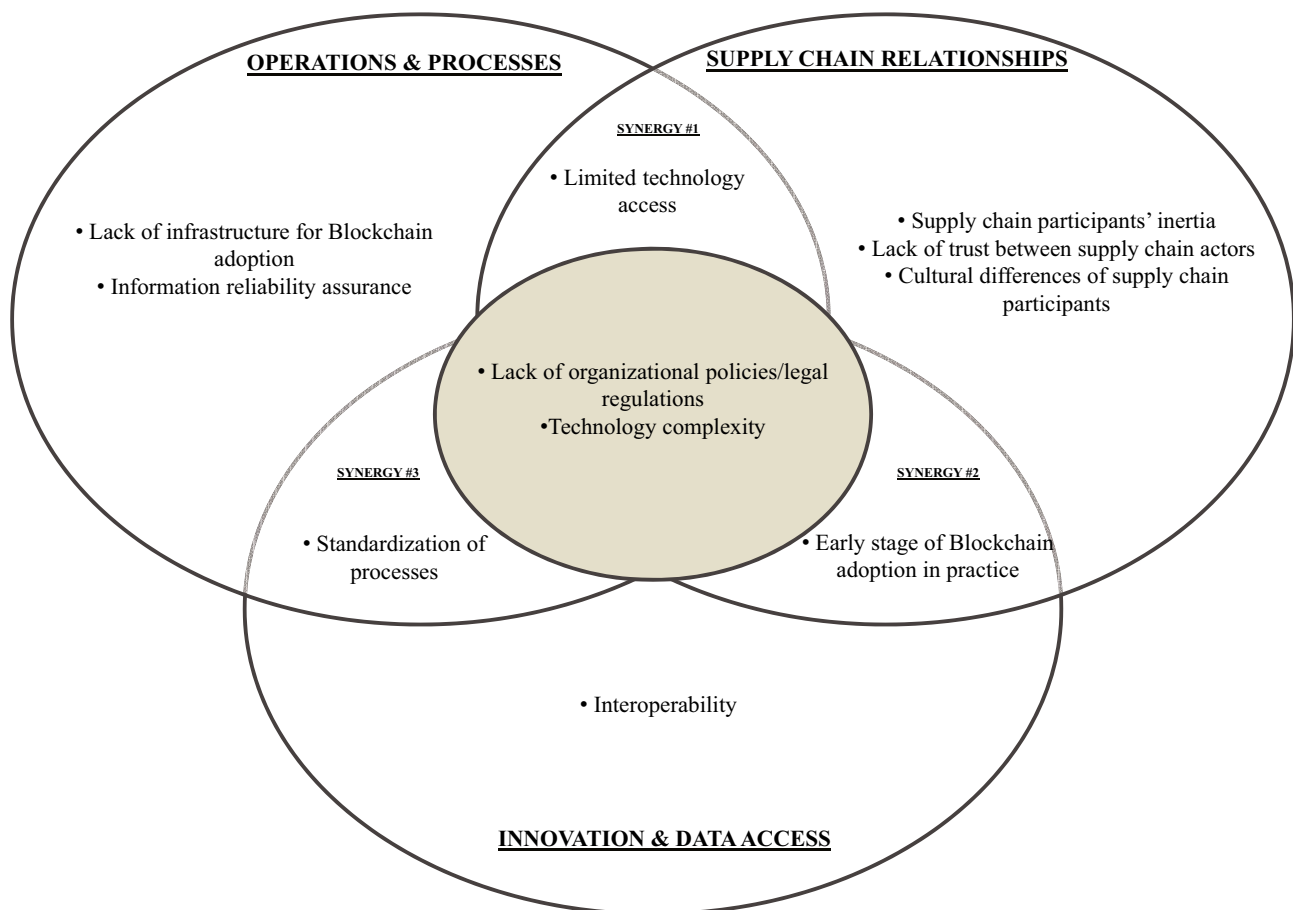 OPERATIONS & PROCESSES
SUPPLY CHAIN RELATIONSHIPS
SYNERGY #1
• Limited technology
access
• Lack of infrastructure for Blockchain
adoption
• Information reliability assurance
• Supply chain participants’ inertia
• Lack of trust between supply chain actors
• Cultural differences of supply chain
participants
• Lack of organizational policies/legal
regulations
•Technology complexity
SYNERGY #3
• Standardization of
processes
SYNERGY #2
• Early stage of Blockchain
adoption in practice
• Interoperability
INNOVATION & DATA ACCESS